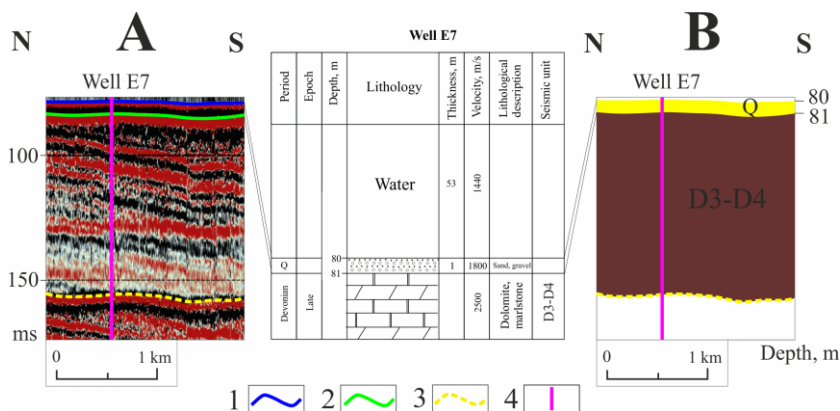 N A S
Well E7
100
150
ms
0 1 km
Well E7
Period Epoch Depth, m Lithology Thickness, m Velocity, m/s Lithological description Seismic unit
Water 53 1440
Q 80 1 1800 Sand, gravel
81
Devonian Late 2500 Dolomite, marlstone D3-D4
N B S
Well E7
Q 80
81
D3-D4
0 1 km
Depth, m
1 2 3 4